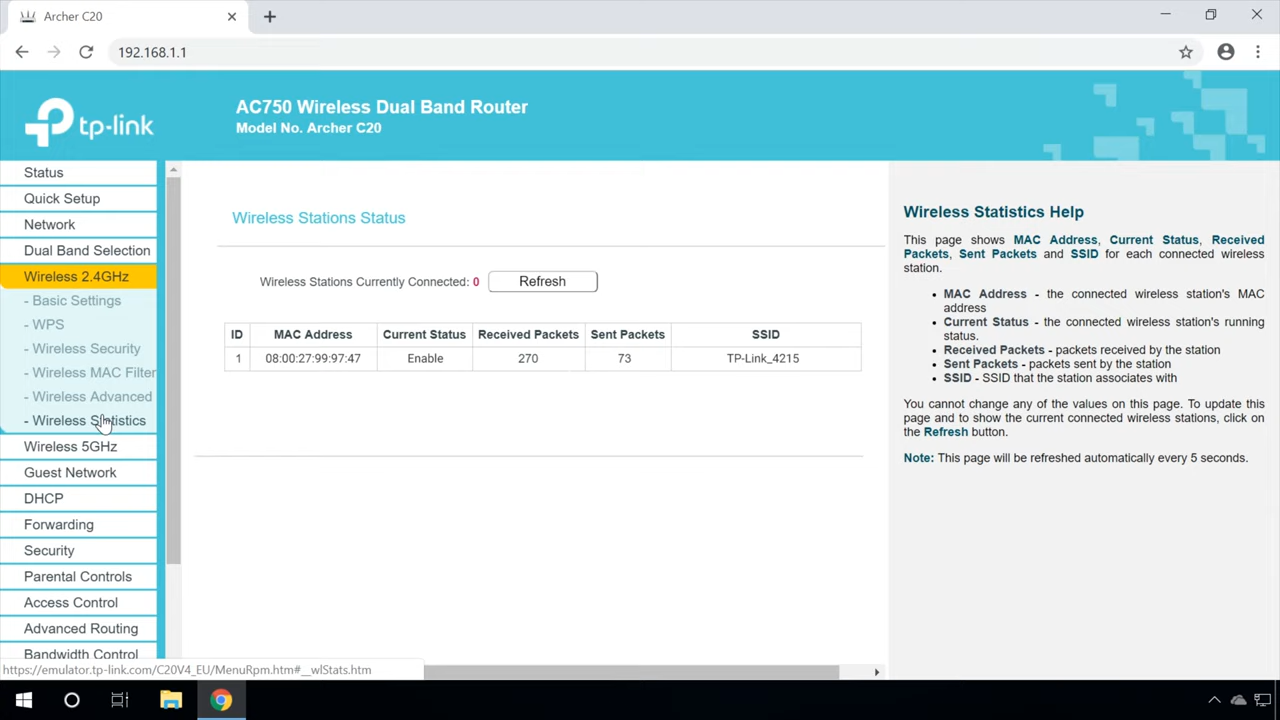 Archer C20
192.168.1.1
tp-link
AC750 Wireless Dual Band Router
Model No. Archer C20
Status
Quick Setup
Network
Dual Band Selection
Wireless 2.4GHz
- Basic Settings
- WPS
- Wireless Security
- Wireless MAC Filter
- Wireless Advanced
- Wireless Statistics
Wireless 5GHz
Guest Network
DHCP
Forwarding
Security
Parental Controls
Access Control
Advanced Routing
Bandwidth Control
Wireless Stations Status
Wireless Stations Currently Connected: 0 Refresh
ID MAC Address Current Status Received Packets Sent Packets SSID
1 08:00:27:99:97:47 Enable 270 73 TP-Link_4215
Wireless Statistics Help
This page shows MAC Address, Current Status, Received
Packets, Sent Packets and SSID for each connected wireless
station.
• MAC Address - the connected wireless station's MAC
address
• Current Status - the connected wireless station's running
status.
• Received Packets - packets received by the station
• Sent Packets - packets sent by the station
• SSID - SSID that the station associates with
You cannot change any of the values on this page. To update this
page and to show the current connected wireless stations, click on
the Refresh button.
Note: This page will be refreshed automatically every 5 seconds.
https://emulator.tp-link.com/C20V4_EU/MenuRpm.htm#__wlStats.htm